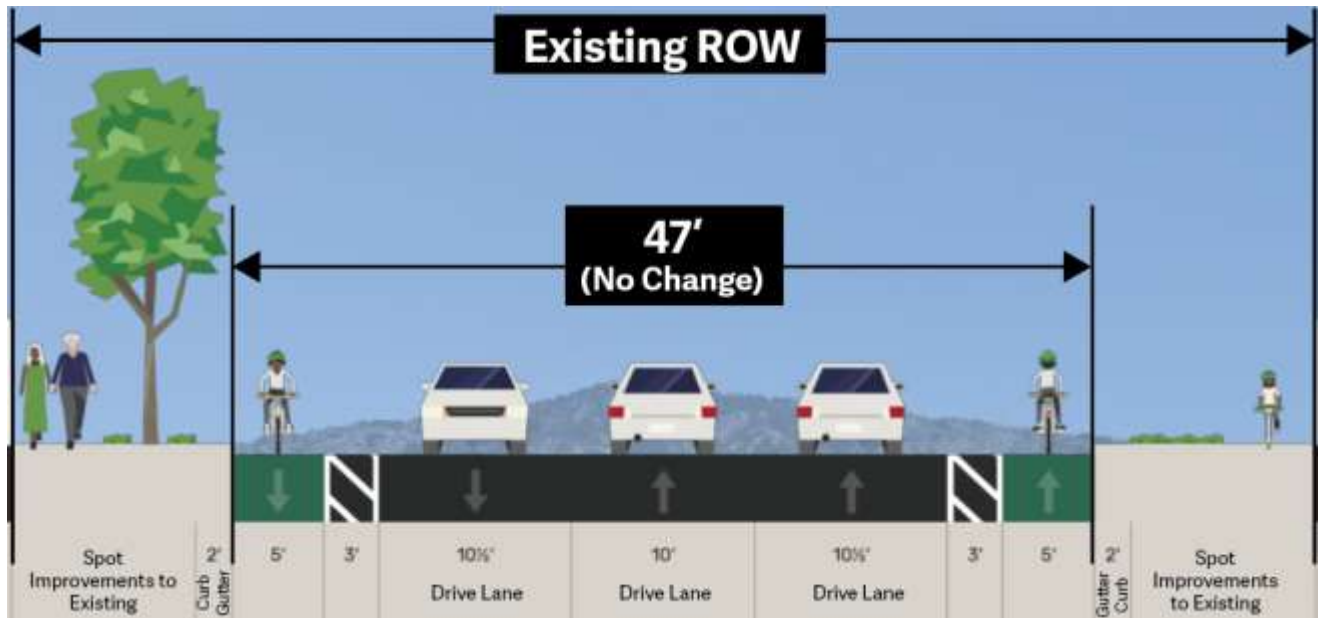 Existing ROW
47'
(No Change)
Spot
Improvements to
Existing
2'
Curb
Gutter
5'
3'
10½'
Drive Lane
10'
Drive Lane
10½'
Drive Lane
3'
5'
2'
Gutter
Curb
Spot
Improvements
to Existing